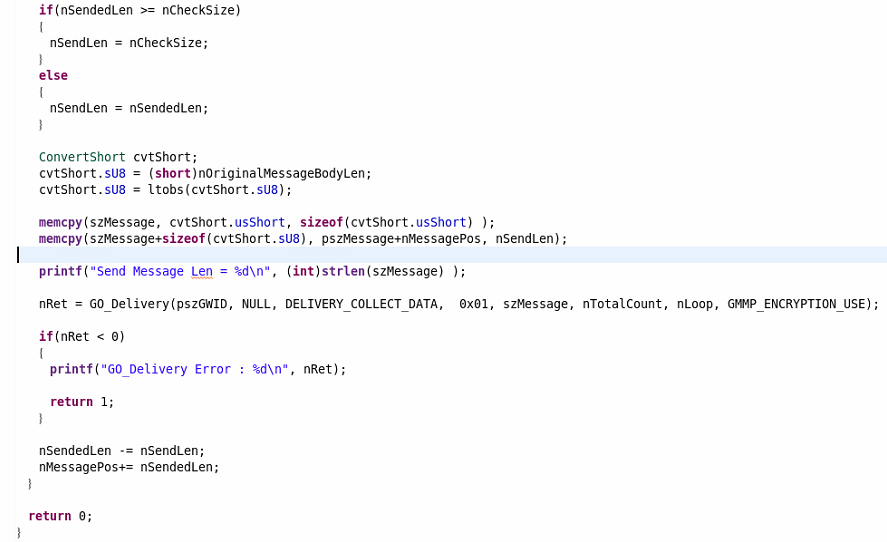 if(nSendedLen >= nCheckSize)
{
nSendLen = nCheckSize;
}
else
{
nSendLen = nSendedLen;
}
ConvertShort cvtShort;
cvtShort.sU8 = (short)nOriginalMessageBodyLen;
cvtShort.sU8 = ltobs(cvtShort.sU8);
memcpy(szMessage, cvtShort.usShort, sizeof(cvtShort.usShort) );
memcpy(szMessage+sizeof(cvtShort.sU8), pszMessage+nMessagePos, nSendLen);
printf("Send Message Len = %d\n", (int)strlen(szMessage) );
nRet = GO_Delivery(pszGWID, NULL, DELIVERY_COLLECT_DATA,  0x01, szMessage, nTotalCount, nLoop, GMMP_ENCRYPTION_USE);
if(nRet < 0)
{
printf("GO_Delivery Error : %d\n", nRet);
return 1;
}
nSendedLen -= nSendLen;
nMessagePos+= nSendedLen;
}
return 0;
}